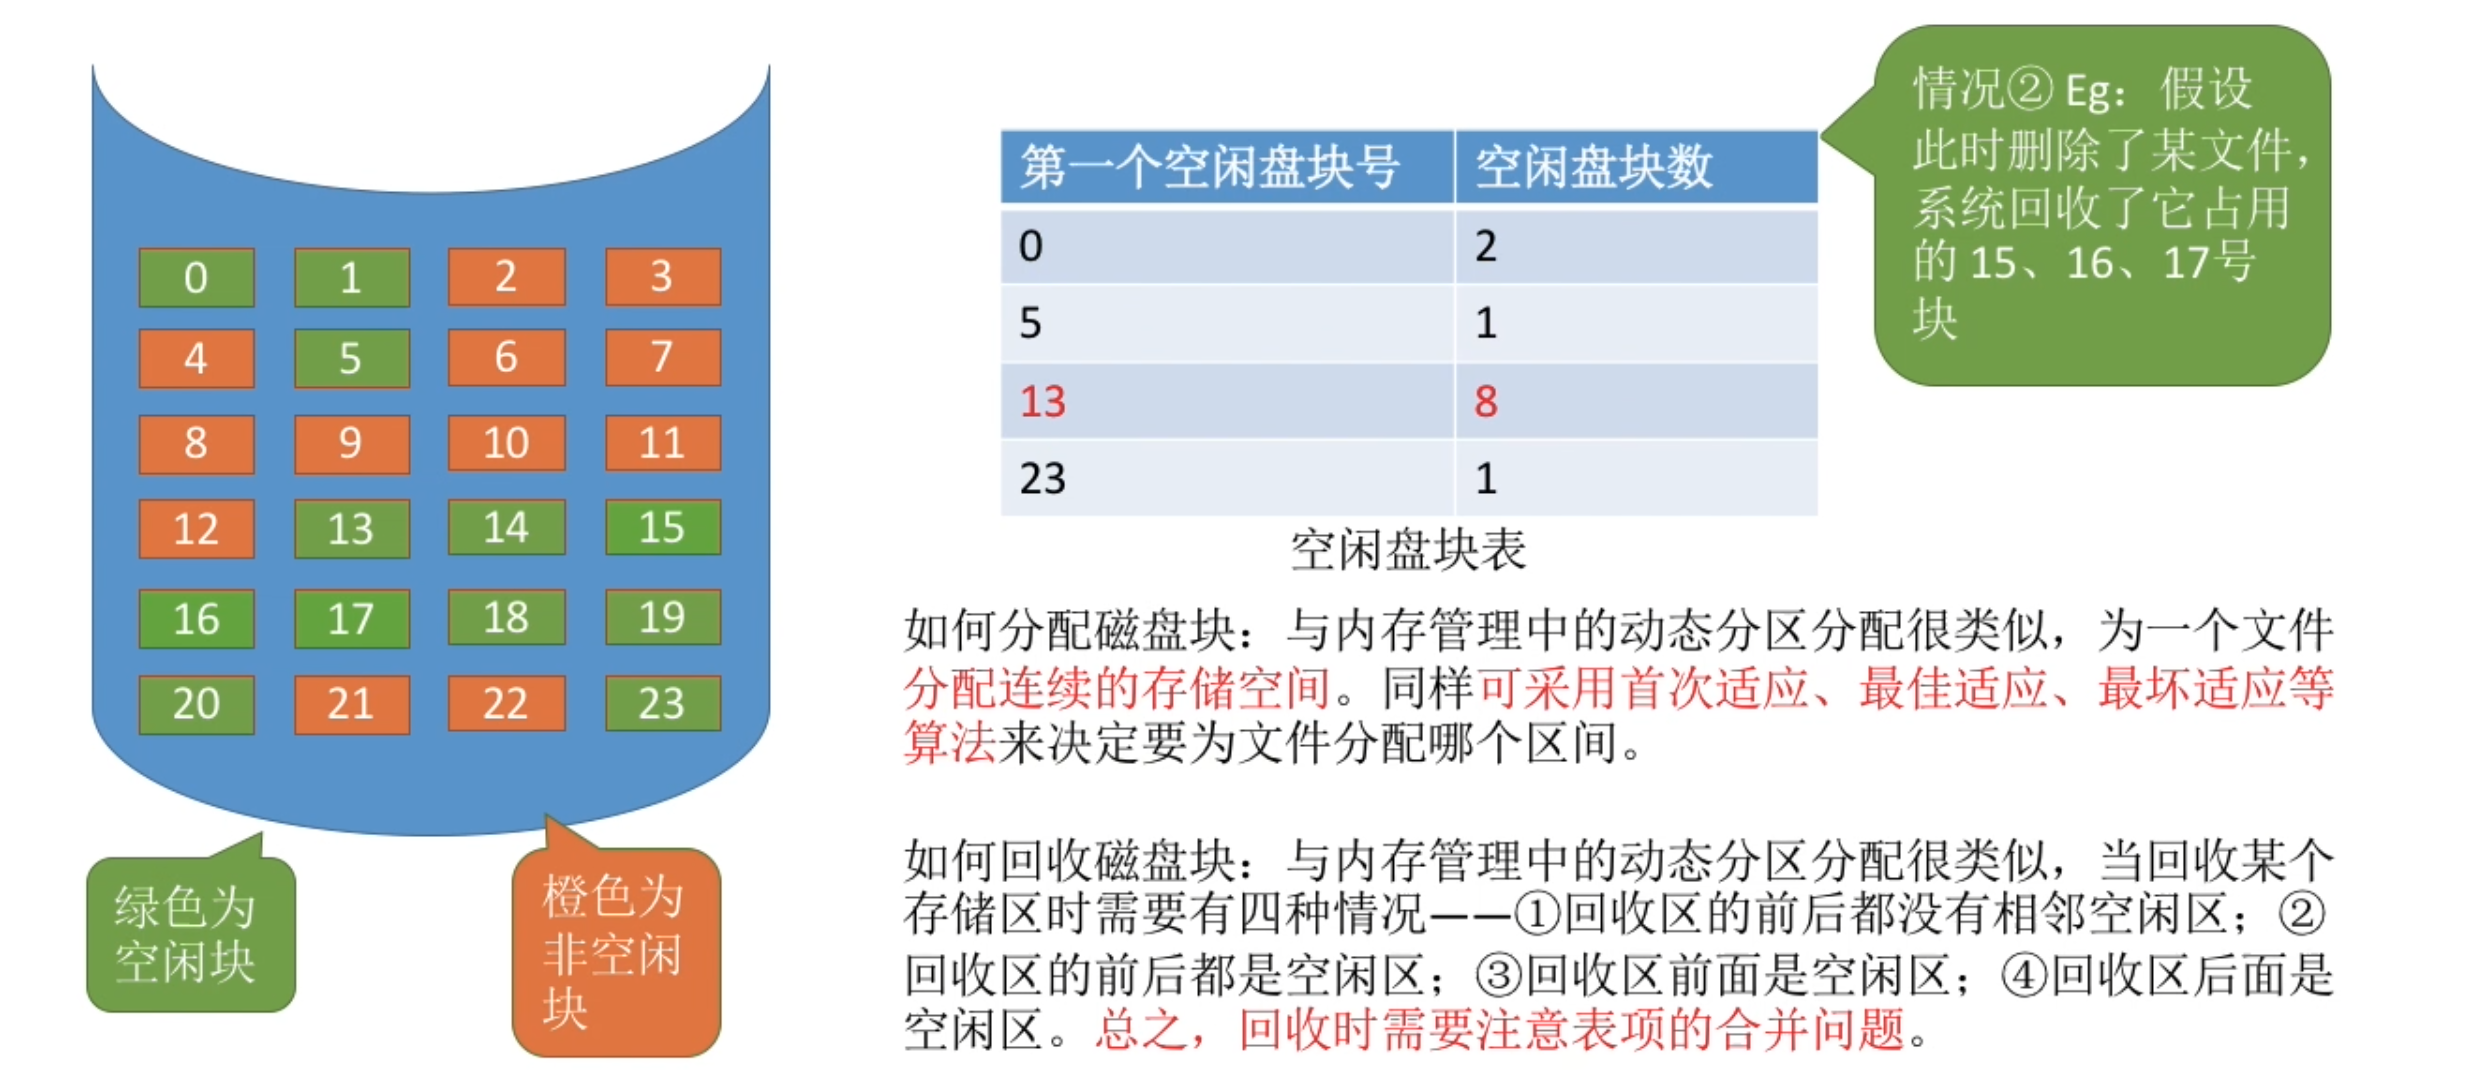 0 1 2 3
4 5 6 7
8 9 10 11
12 13 14 15
16 17 18 19
20 21 22 23
绿色为
空闲块
橙色为
非空闲
块
第一个空闲盘块号 空闲盘块数
0 2
5 1
13 8
23 1
空闲盘块表
情况② Eg：假设
此时删除了某文件，
系统回收了它占用
的 15、16、17号
块
如何分配磁盘块：与内存管理中的动态分区分配很类似，为一个文件
分配连续的存储空间。同样可采用首次适应、最佳适应、最坏适应等
算法来决定要为文件分配哪个区间。
如何回收磁盘块：与内存管理中的动态分区分配很类似，当回收某个
存储区时需要有四种情况——①回收区的前后都没有相邻空闲区；②
回收区的前后都是空闲区；③回收区前面是空闲区；④回收区后面是
空闲区。总之，回收时需要注意表项的合并问题。